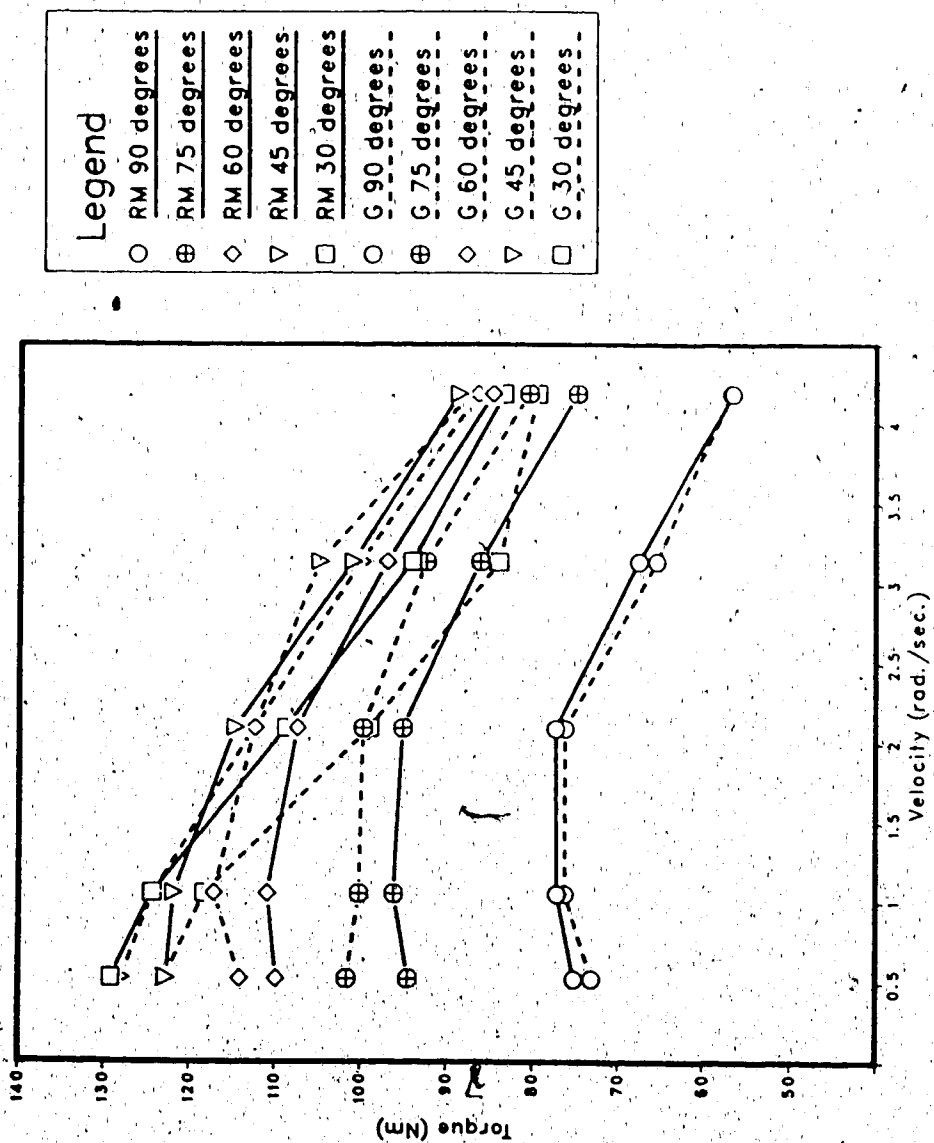 Legend
RM 90 degrees
RM 75 degrees
RM 60 degrees
RM 45 degrees
RM 30 degrees
G 90 degrees
G 75 degrees
G 60 degrees
G 45 degrees
G 30 degrees
Torque (Nm)
140
130
120
110
100
90
80
70
60
50
0.5
1
1.5
2
2.5
3
3.5
4
Velocity (rad./sec.)